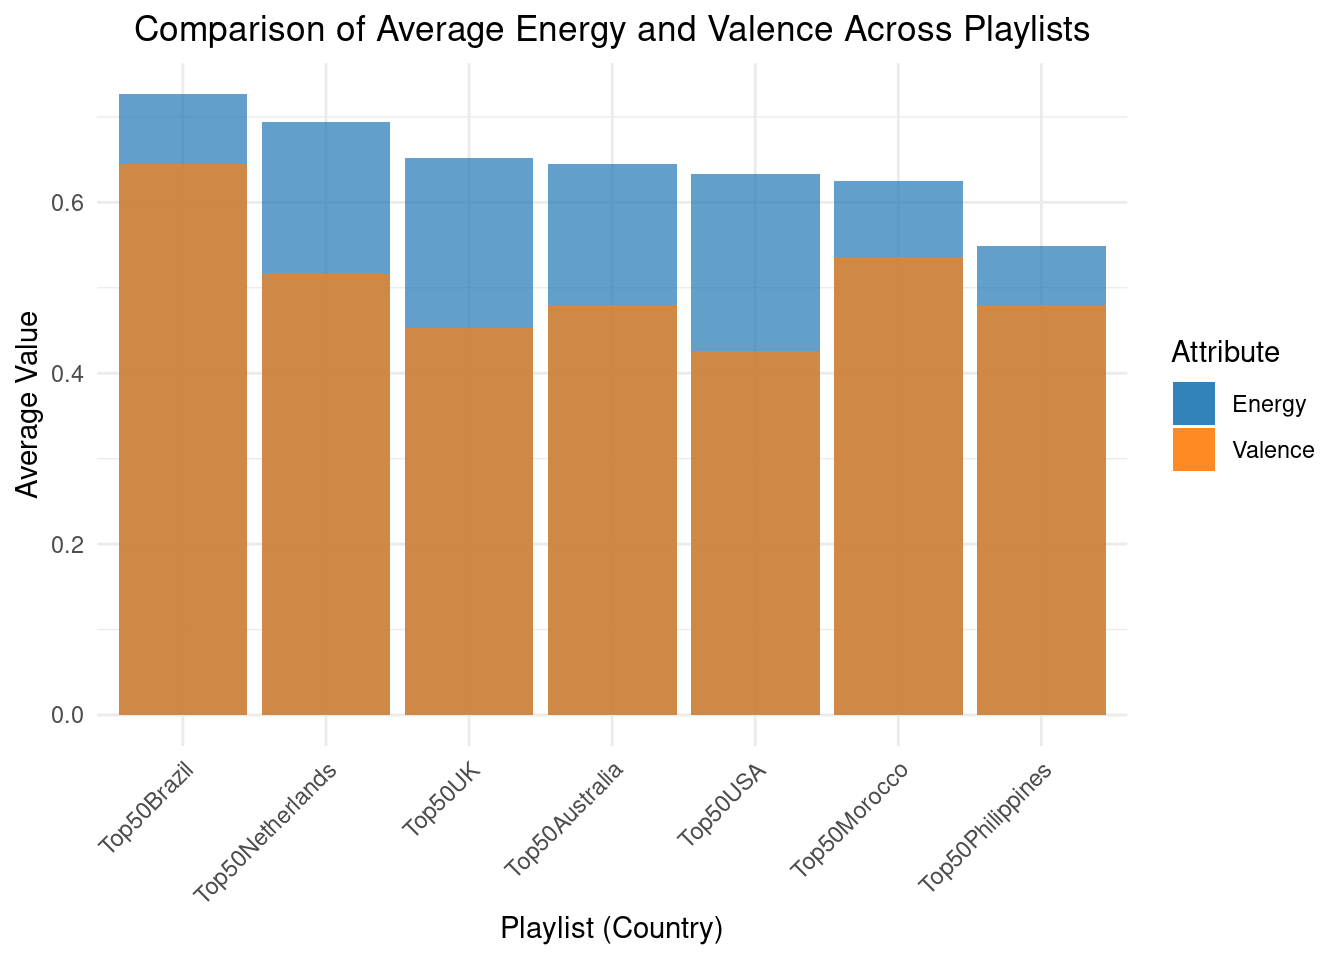 Comparison of Average Energy and Valence Across Playlists
Average Value
0.6
0.4
0.2
0.0
Top50Brazil
Top50Netherlands
Top50UK
Top50Australia
Top50USA
Top50Morocco
Top50Philippines
Playlist (Country)
Attribute
Energy
Valence